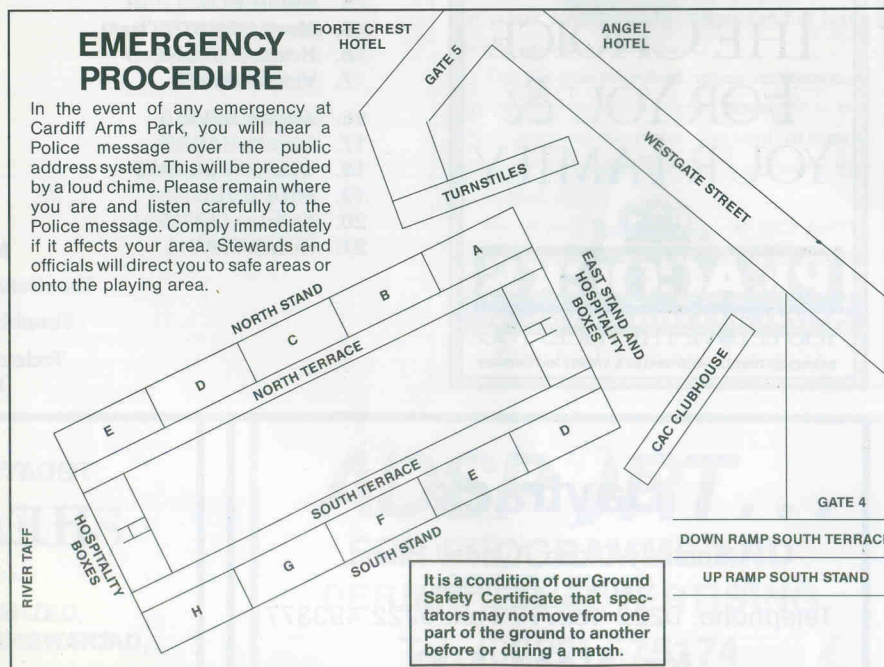 EMERGENCY
PROCEDURE
In the event of any emergency at
Cardiff Arms Park, you will hear a
Police message over the public
address system. This will be preceded
by a loud chime. Please remain where
you are and listen carefully to the
Police message. Comply immediately
if it affects your area. Stewards and
officials will direct you to safe areas or
onto the playing area.
FORTE CREST
HOTEL
GATE 5
ANGEL
HOTEL
WESTGATE STREET
TURNSTILES
NORTH STAND
A
B
C
D
E
NORTH TERRACE
EAST STAND AND
HOSPITALITY
BOXES
CAC CLUBHOUSE
SOUTH TERRACE
D
E
F
G
H
SOUTH STAND
HOSPITALITY
BOXES
RIVER TAFF
GATE 4
DOWN RAMP SOUTH TERRACE
UP RAMP SOUTH STAND
It is a condition of our Ground
Safety Certificate that spec-
tators may not move from one
part of the ground to another
before or during a match.